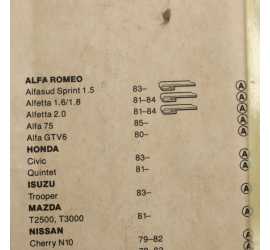 ALFA ROMEO
Alfasud Sprint 1.5 83– A
Alfetta 1.6/1.8 81–84 A
Alfetta 2.0 81–84 A
Alfa 75 85– A
Alfa GTV6 80– A
HONDA
Civic 83– A
Quintet 81– A
ISUZU
Trooper 83– A
MAZDA
T2500, T3000 81– A
NISSAN
Cherry N10 79–82 A
83–